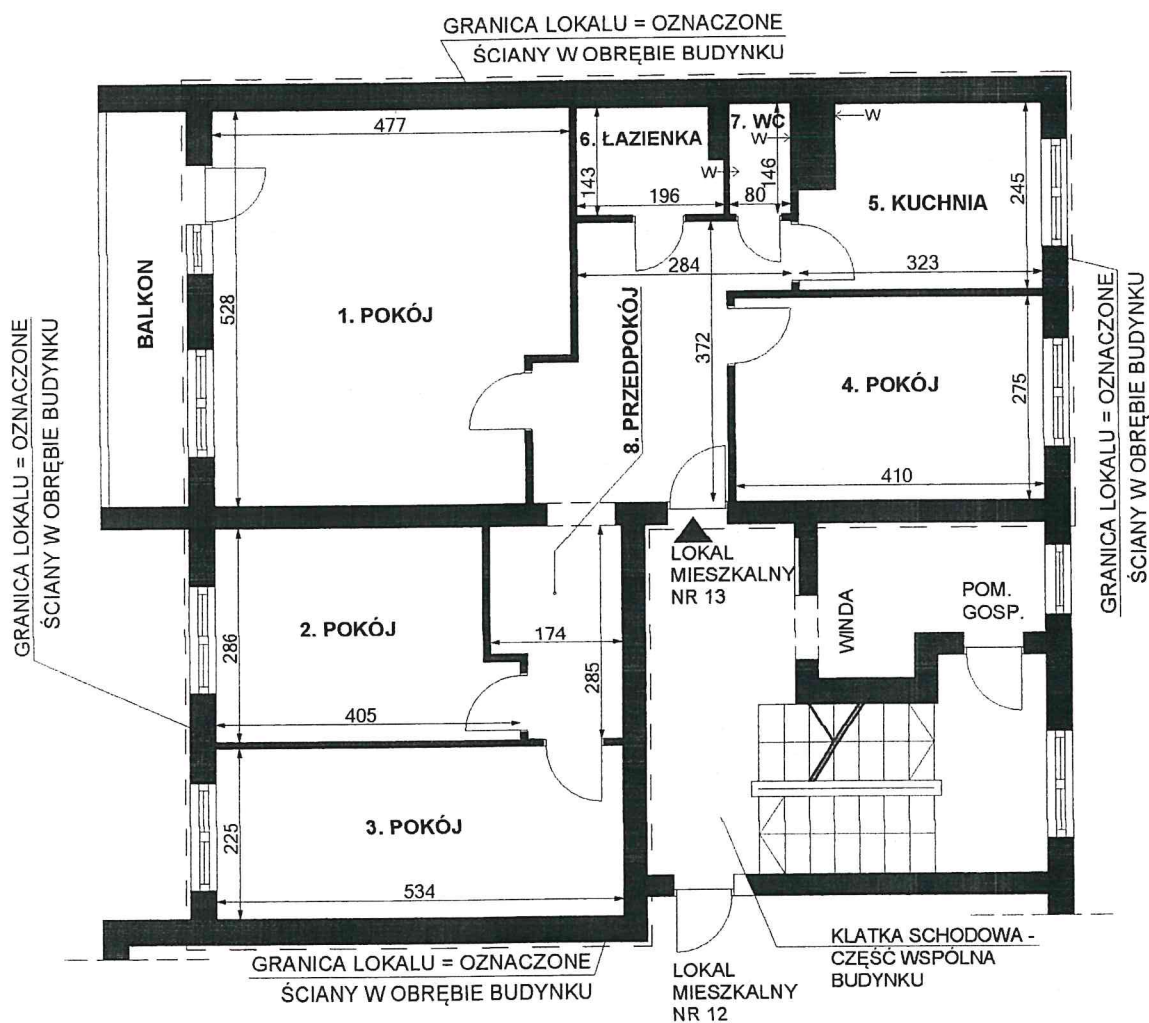 GRANICA LOKALU = OZNACZONE
ŚCIANY W OBRĘBIE BUDYNKU
477
6. ŁAZIENKA
7. WC
W
W
W
143
196
146
80
5. KUCHNIA
245
284
323
BALKON
528
1. POKÓJ
8. PRZEDPOKÓJ
372
4. POKÓJ
275
410
GRANICA LOKALU = OZNACZONE
ŚCIANY W OBRĘBIE BUDYNKU
GRANICA LOKALU = OZNACZONE
ŚCIANY W OBRĘBIE BUDYNKU
LOKAL
MIESZKALNY
NR 13
WINDA
POM.
GOSP.
2. POKÓJ
286
405
174
285
3. POKÓJ
225
534
GRANICA LOKALU = OZNACZONE
ŚCIANY W OBRĘBIE BUDYNKU
LOKAL
MIESZKALNY
NR 12
KLATKA SCHODOWA -
CZĘŚĆ WSPÓLNA
BUDYNKU